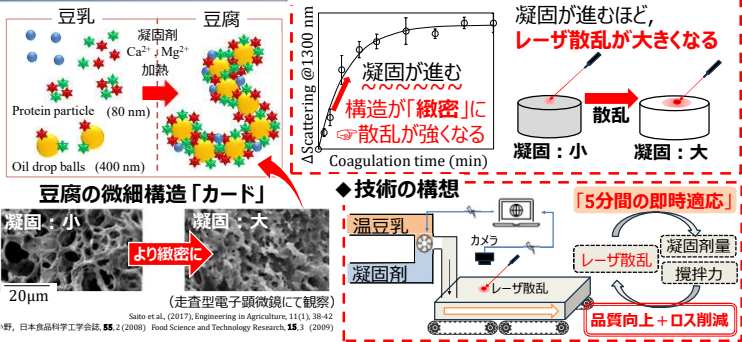 豆乳
凝固剤
Ca²⁺, Mg²⁺
加熱
豆腐
Protein particle (80 nm)
Oil drop balls (400 nm)
豆腐の微細構造「カード」
凝固：小
より緻密に
凝固：大
20μm
(走査型電子顕微鏡にて観察)
Saito et al., (2017), Engineering in Agriculture, 11(1), 38-42
小野, 日本食品科学工学会誌, 55, 2 (2008) Food Science and Technology Research, 15, 3 (2009)
ΔScattering @1300 nm
凝固が進む
構造が「緻密」に
☞散乱が強くなる
Coagulation time (min)
凝固が進むほど,
レーザ散乱が大きくなる
散乱
凝固：小
凝固：大
◆技術の構想
温豆乳
凝固剤
カメラ
レーザ散乱
「5分間の即時適応」
レーザ散乱
凝固剤量
攪拌力
品質向上＋ロス削減